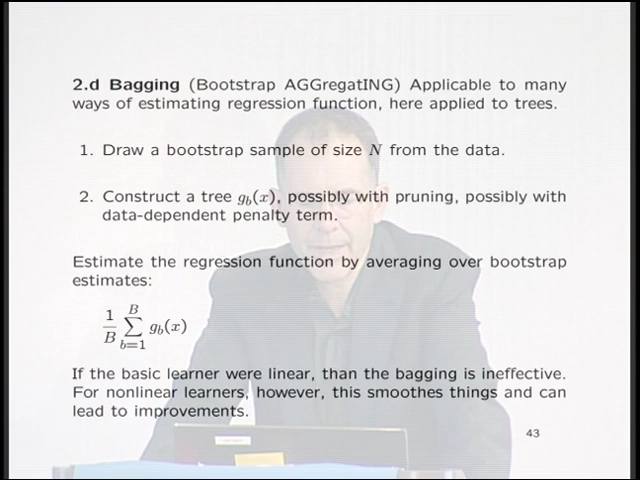 2.d Bagging (Bootstrap AGGregatING) Applicable to many
ways of estimating regression function, here applied to trees.
1. Draw a bootstrap sample of size N from the data.
2. Construct a tree g_b(x), possibly with pruning, possibly with
data-dependent penalty term.
Estimate the regression function by averaging over bootstrap
estimates:
1/B ∑_{b=1}^{B} g_b(x)
If the basic learner were linear, than the bagging is ineffective.
For nonlinear learners, however, this smoothes things and can
lead to improvements.
43